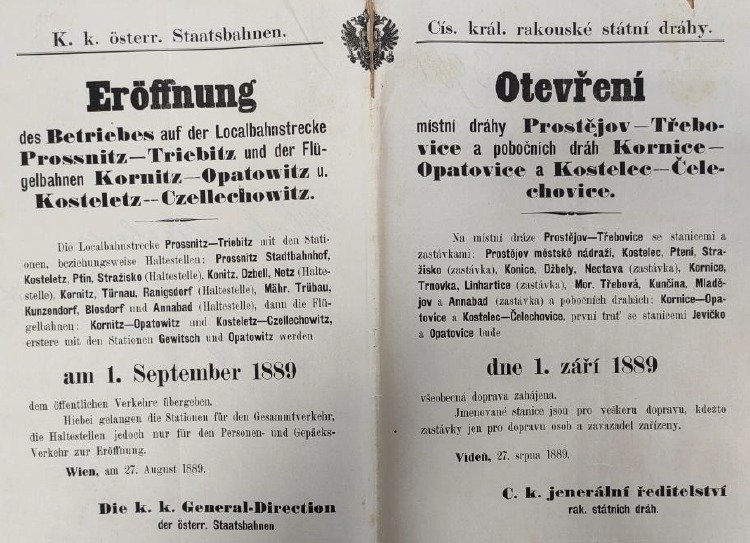 K. k. österr. Staatsbahnen.
Eröffnung
des Betriebes auf der Localbahnstrecke
Prossnitz—Triebitz und der Flü-
gelbahnen Kornitz—Opatowitz u.
Kosteletz--Czellechowitz.
Die Localbahnstrecke Prossnitz—Triebitz mit den Stati-
onen, beziehungsweise Haltestellen: Prossnitz Stadtbahnhof,
Kosteletz, Ptin, Stražisko (Haltestelle), Konitz, Dzbell, Netz (Halte-
stelle), Kornitz, Türnau, Ranigsdorf (Haltestelle), Mähr. Trübau,
Kunzendorf, Blosdorf und Annabad (Haltestelle), dann die Flü-
gelbahnen: Kornitz—Opatowitz und Kosteletz—Czellechowitz,
erstere mit den Stationen Gewitsch und Opatowitz werden
am 1. September 1889
dem öffentlichen Verkehre übergeben.
Hiebei gelangen die Stationen für den Gesammtverkehr,
die Haltestellen jedoch nur für den Personen- und Gepäcks-
Verkehr zur Eröffnung.
Wien, am 27. August 1889.
Die k. k. General-Direction
der österr. Staatsbahnen.
Cís. král. rakouské státní dráhy.
Otevření
místní dráhy Prostějov—Třebo-
vice a pobočních dráh Kornice—
Opatovice a Kostelec—Čele-
chovice.
Na místní dráze Prostějov—Třebovice se stanicemi a
zastávkami: Prostějov městské nádraží, Kostelec, Ptení, Stra-
žisko (zastávka), Konice, Džbely, Nectava (zastávka), Kornice,
Trnovka, Linhartice (zastávka), Mor. Třebová, Kunčina, Mladě-
jov a Annabad (zastávka) a pobočních drahách: Kornice—Opa-
tovice a Kostelec—Čelechovice, první trať se stanicemi Jevíčko
a Opatovice bude
dne 1. září 1889
všeobecná doprava zahájena.
Jmenované stanice jsou pro veškeru dopravu, kdežto
zastávky jen pro dopravu osob a zavazadel zařízeny.
Vídeň, 27. srpna 1889.
C. k. jenerální ředitelství
rak. státních dráh.